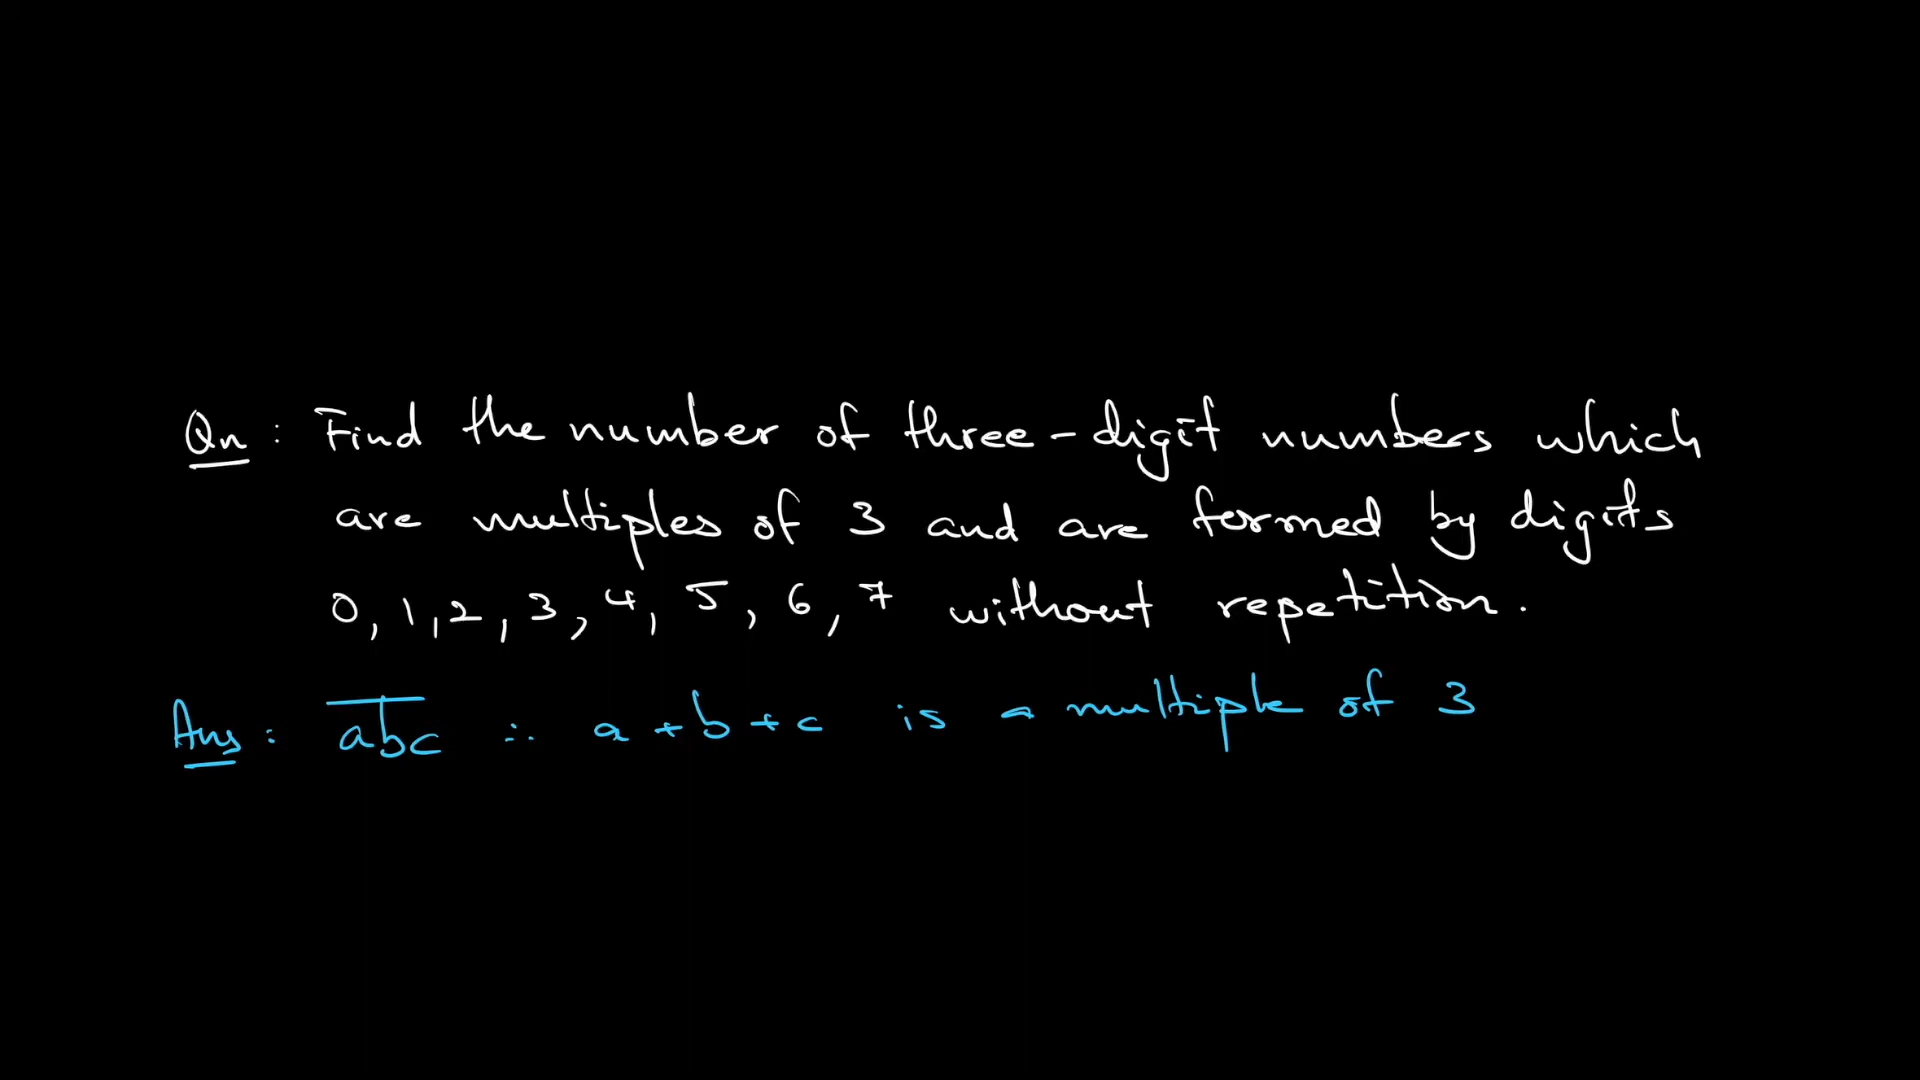 Qn : Find the number of three-digit numbers which
are multiples of 3 and are formed by digits
0, 1, 2, 3, 4, 5, 6, 7 without repetition.
Ans : \overline{abc} ∴ a + b + c is a multiple of 3